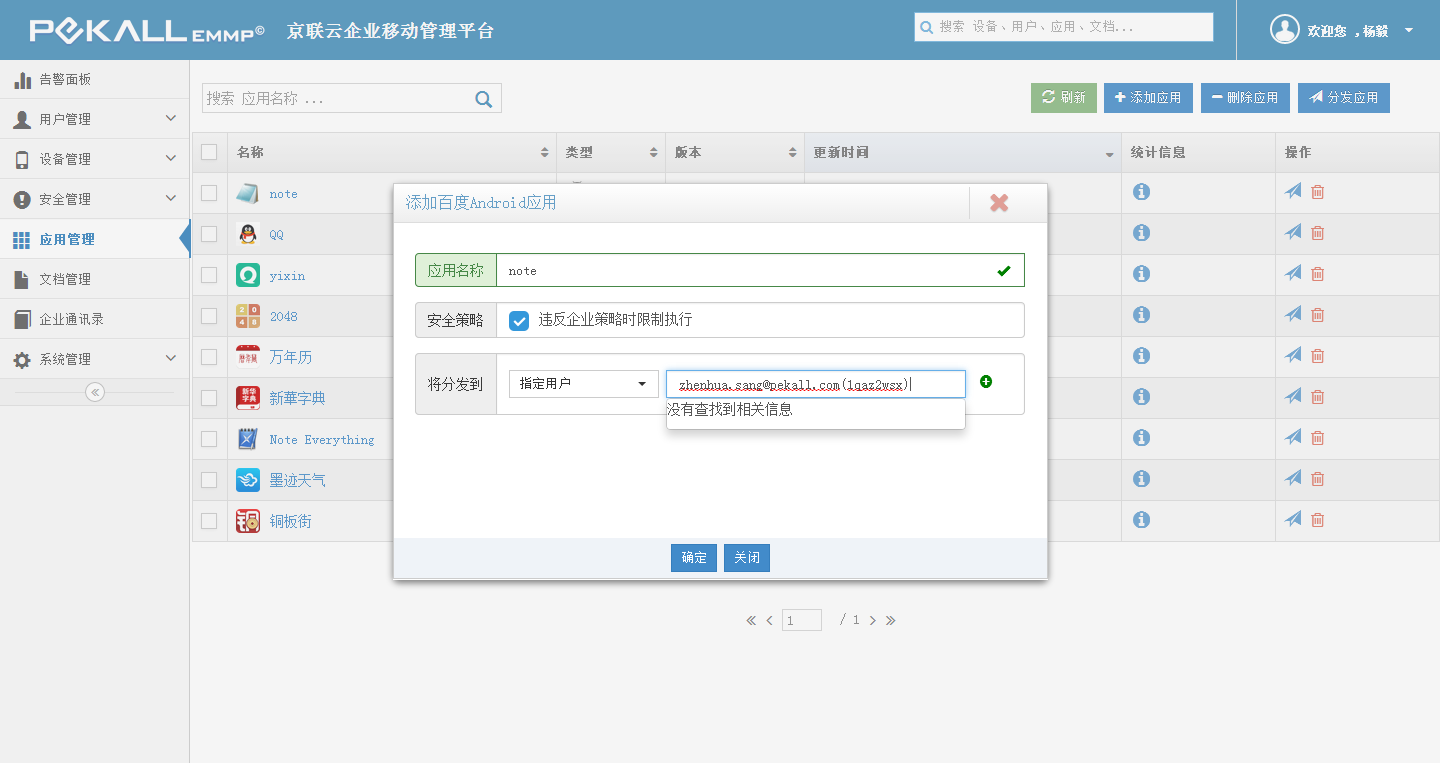 PEKALL EMMP© 京联云企业移动管理平台
搜索 设备、用户、应用、文档...
欢迎您 ,杨毅
告警面板
用户管理
设备管理
安全管理
应用管理
文档管理
企业通讯录
系统管理
搜索 应用名称 ...
刷新
添加应用
删除应用
分发应用
名称 类型 版本 更新时间 统计信息 操作
note
QQ
yixin
2048
万年历
新華字典
Note Everything
墨迹天气
铜板街
添加百度Android应用
应用名称 note
安全策略 违反企业策略时限制执行
将分发到 指定用户 zhenhua.sang@pekall.com(1qaz2wsx)
没有查找到相关信息
确定 关闭
1 / 1